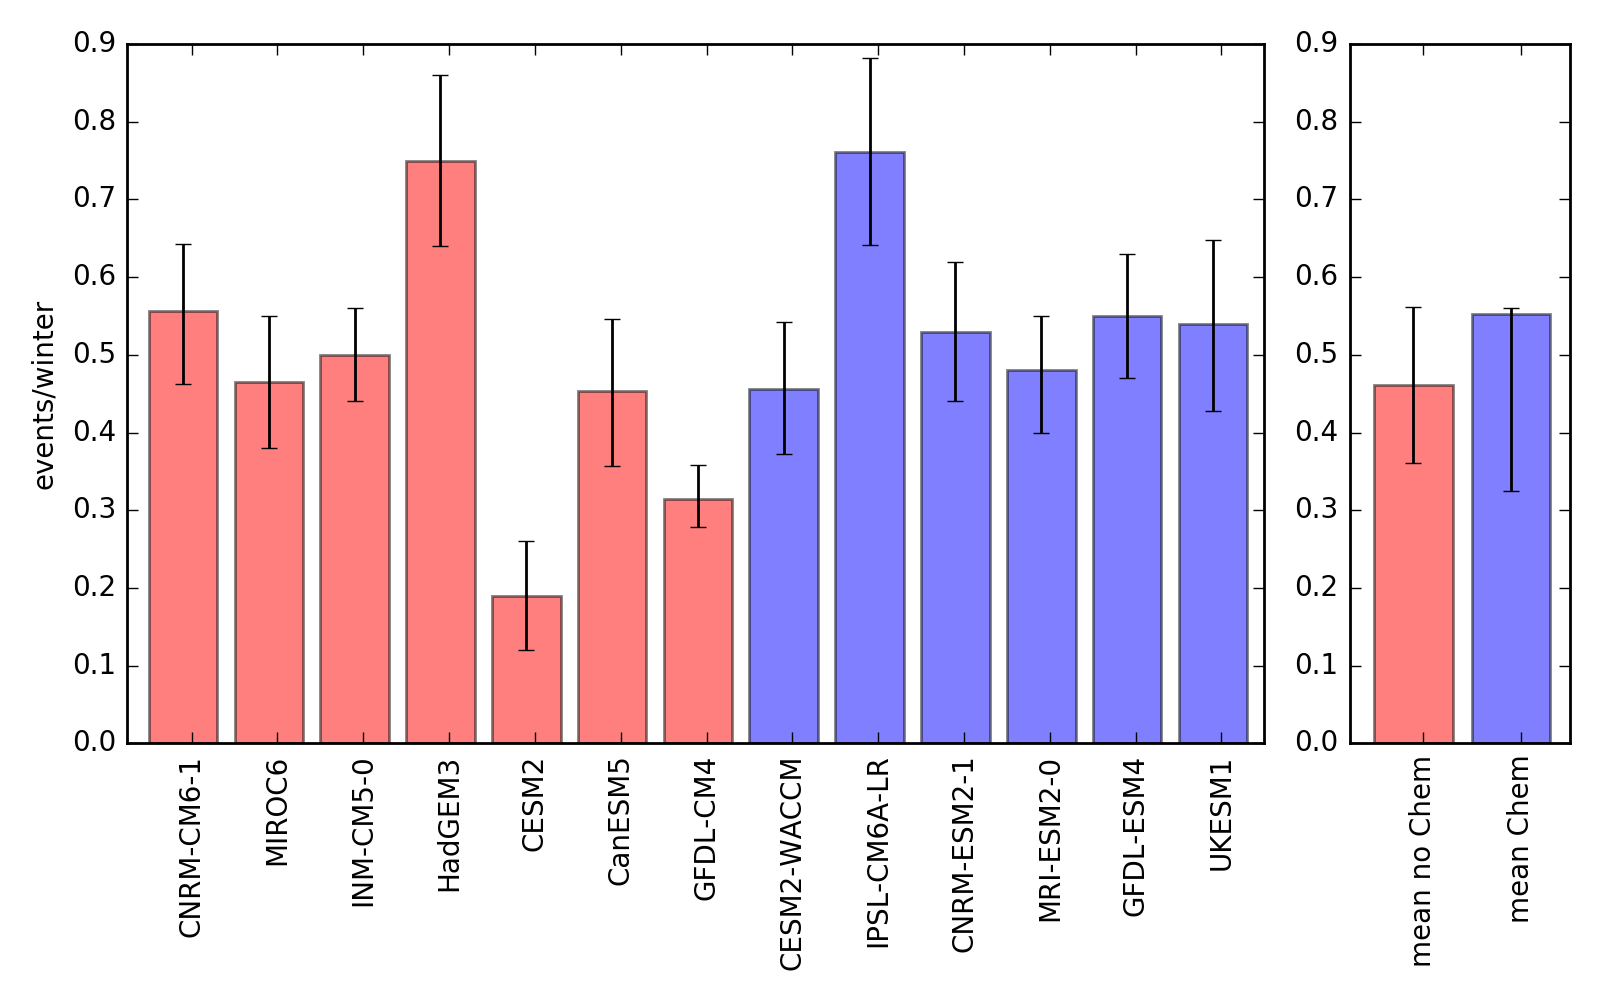 events/winter
0.9
0.8
0.7
0.6
0.5
0.4
0.3
0.2
0.1
0.0
CNRM-CM6-1
MIROC6
INM-CM5-0
HadGEM3
CESM2
CanESM5
GFDL-CM4
CESM2-WACCM
IPSL-CM6A-LR
CNRM-ESM2-1
MRI-ESM2-0
GFDL-ESM4
UKESM1
0.9
0.8
0.7
0.6
0.5
0.4
0.3
0.2
0.1
0.0
mean no Chem
mean Chem